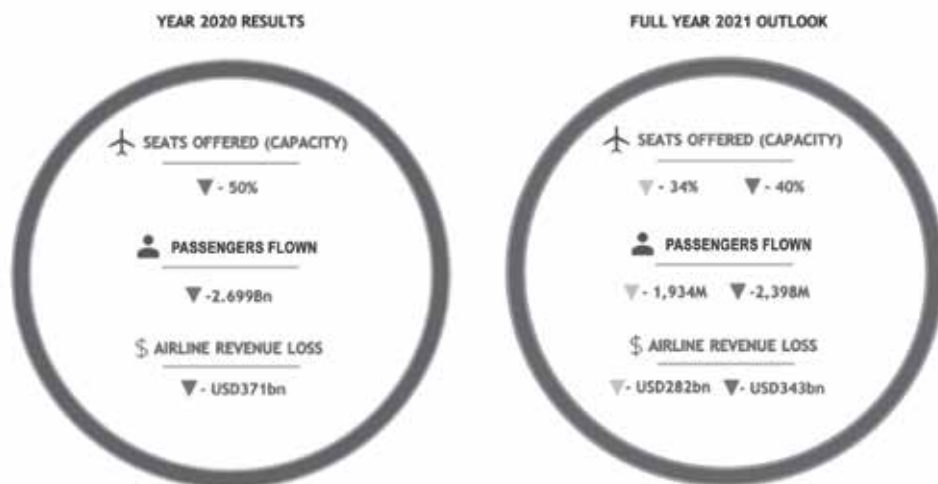 YEAR 2020 RESULTS
SEATS OFFERED (CAPACITY)
- 50%
PASSENGERS FLOWN
-2.699Bn
$ AIRLINE REVENUE LOSS
- USD371bn
FULL YEAR 2021 OUTLOOK
SEATS OFFERED (CAPACITY)
- 34% - 40%
PASSENGERS FLOWN
- 1,934M -2,398M
$ AIRLINE REVENUE LOSS
- USD282bn - USD343bn